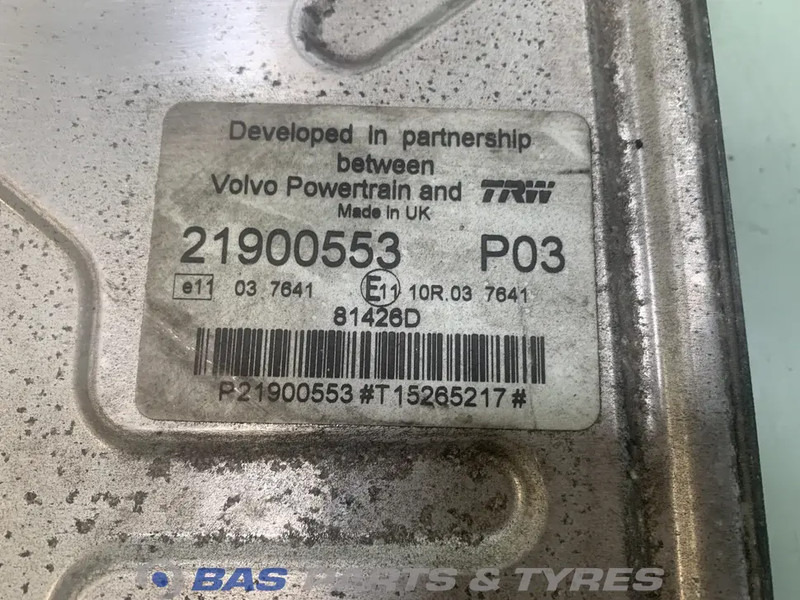 Developed in partnership
between
Volvo Powertrain and TRW
Made in UK
21900553 P03
e11 03 7641 E11 10R.03 7641
81426D
P21900553#T15265217#
BAS PARTS & TYRES